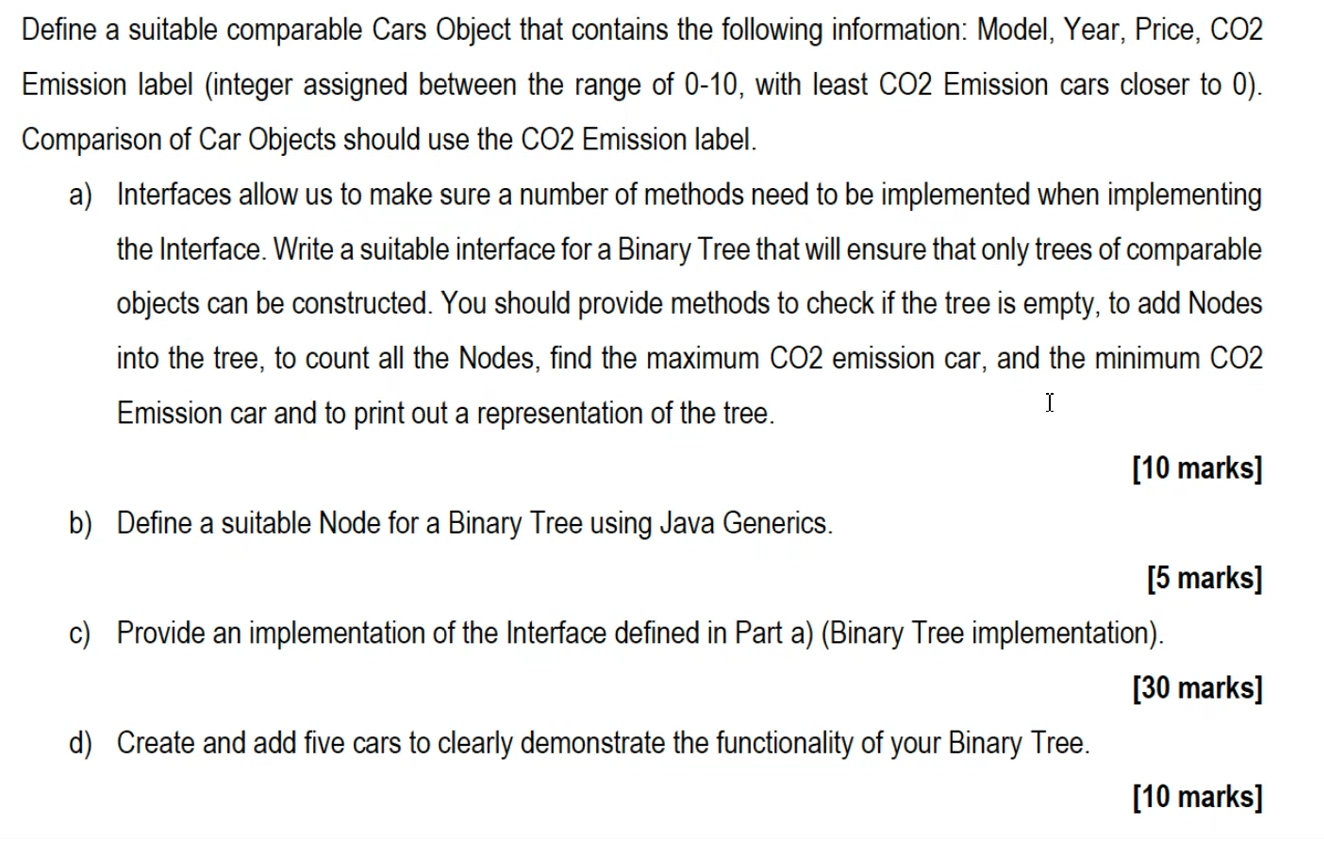 Define a suitable comparable Cars Object that contains the following information: Model, Year, Price, CO2
Emission label (integer assigned between the range of 0-10, with least CO2 Emission cars closer to 0).
Comparison of Car Objects should use the CO2 Emission label.
a) Interfaces allow us to make sure a number of methods need to be implemented when implementing
the Interface. Write a suitable interface for a Binary Tree that will ensure that only trees of comparable
objects can be constructed. You should provide methods to check if the tree is empty, to add Nodes
into the tree, to count all the Nodes, find the maximum CO2 emission car, and the minimum CO2
Emission car and to print out a representation of the tree.
[10 marks]
b) Define a suitable Node for a Binary Tree using Java Generics.
[5 marks]
c) Provide an implementation of the Interface defined in Part a) (Binary Tree implementation).
[30 marks]
d) Create and add five cars to clearly demonstrate the functionality of your Binary Tree.
[10 marks]